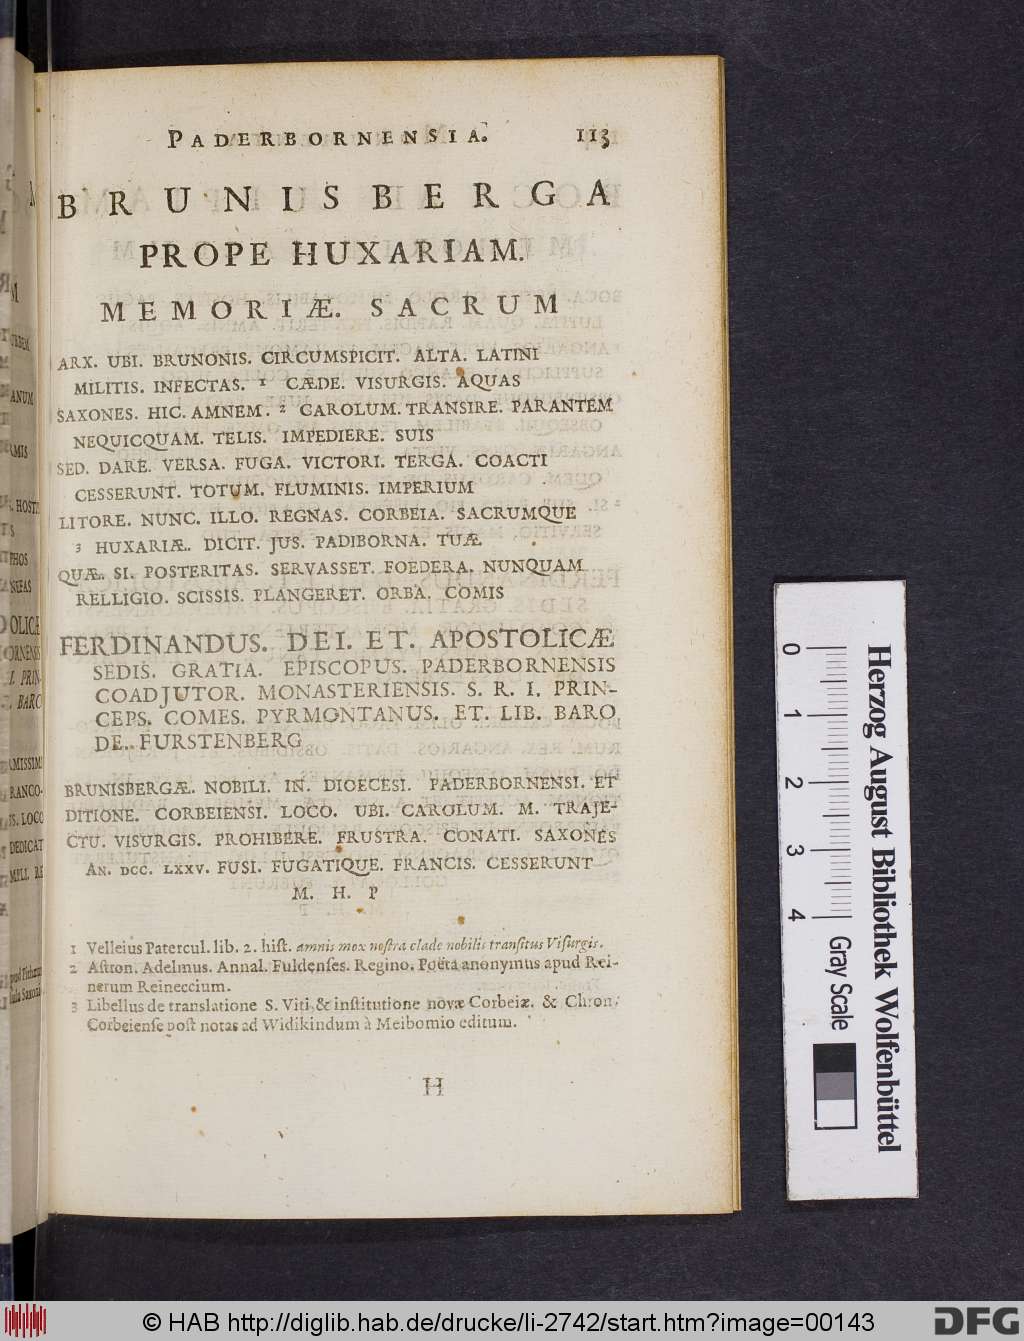 PADERBORNENSIA. 113
BRUNISBERGA
PROPE HUXARIAM.
MEMORIÆ. SACRUM
ARX. UBI. BRUNONIS. CIRCUMSPICIT. ALTA. LATINI
MILITIS. INFECTAS. 1 CÆDE. VISURGIS. AQUAS
SAXONES. HIC. AMNEM. 2 CAROLUM. TRANSIRE. PARANTEM
NEQUICQUAM. TELIS. IMPEDIERE. SUIS
SED. DARE. VERSA. FUGA. VICTORI. TERGA. COACTI
CESSERUNT. TOTUM. FLUMINIS. IMPERIUM
LITORE. NUNC. ILLO. REGNAS. CORBEIA. SACRUMQUE
3 HUXARIÆ. DICIT. JUS. PADIBORNA. TUÆ
QUÆ. SI. POSTERITAS. SERVASSET. FOEDERA. NUNQUAM
RELLIGIO. SCISSIS. PLANGERET. ORBA. COMIS
FERDINANDUS. DEI. ET. APOSTOLICÆ
SEDIS. GRATIA. EPISCOPUS. PADERBORNENSIS
COADJUTOR. MONASTERIENSIS. S. R. I. PRIN-
CEPS. COMES. PYRMONTANUS. ET. LIB. BARO
DE. FURSTENBERG
BRUNISBERGÆ. NOBILI. IN. DIOECESI. PADERBORNENSI. ET
DITIONE. CORBEIENSI. LOCO. UBI. CAROLUM. M. TRAJE-
CTU. VISURGIS. PROHIBERE. FRUSTRA. CONATI. SAXONES
AN. DCC. LXXV. FUSI. FUGATIQUE. FRANCIS. CESSERUNT
M. H. P
1 Velleius Patercul. lib. 2. hiſt. amnis mox noſtra clade nobilis tranſitus Viſurgis.
2 Aſtron. Adelmus. Annal. Fuldenſes. Regino. Poëta anonymus apud Rei-
nerum Reineccium.
3 Libellus de translatione S. Viti & inſtitutione novæ Corbeiæ. & Chron.
Corbeienſe poſt notas ad Widikindum à Meibomio editum.
H
0 1 2 3 4 Gray Scale
Herzog August Bibliothek Wolfenbüttel
© HAB http://diglib.hab.de/drucke/li-2742/start.htm?image=00143
DFG